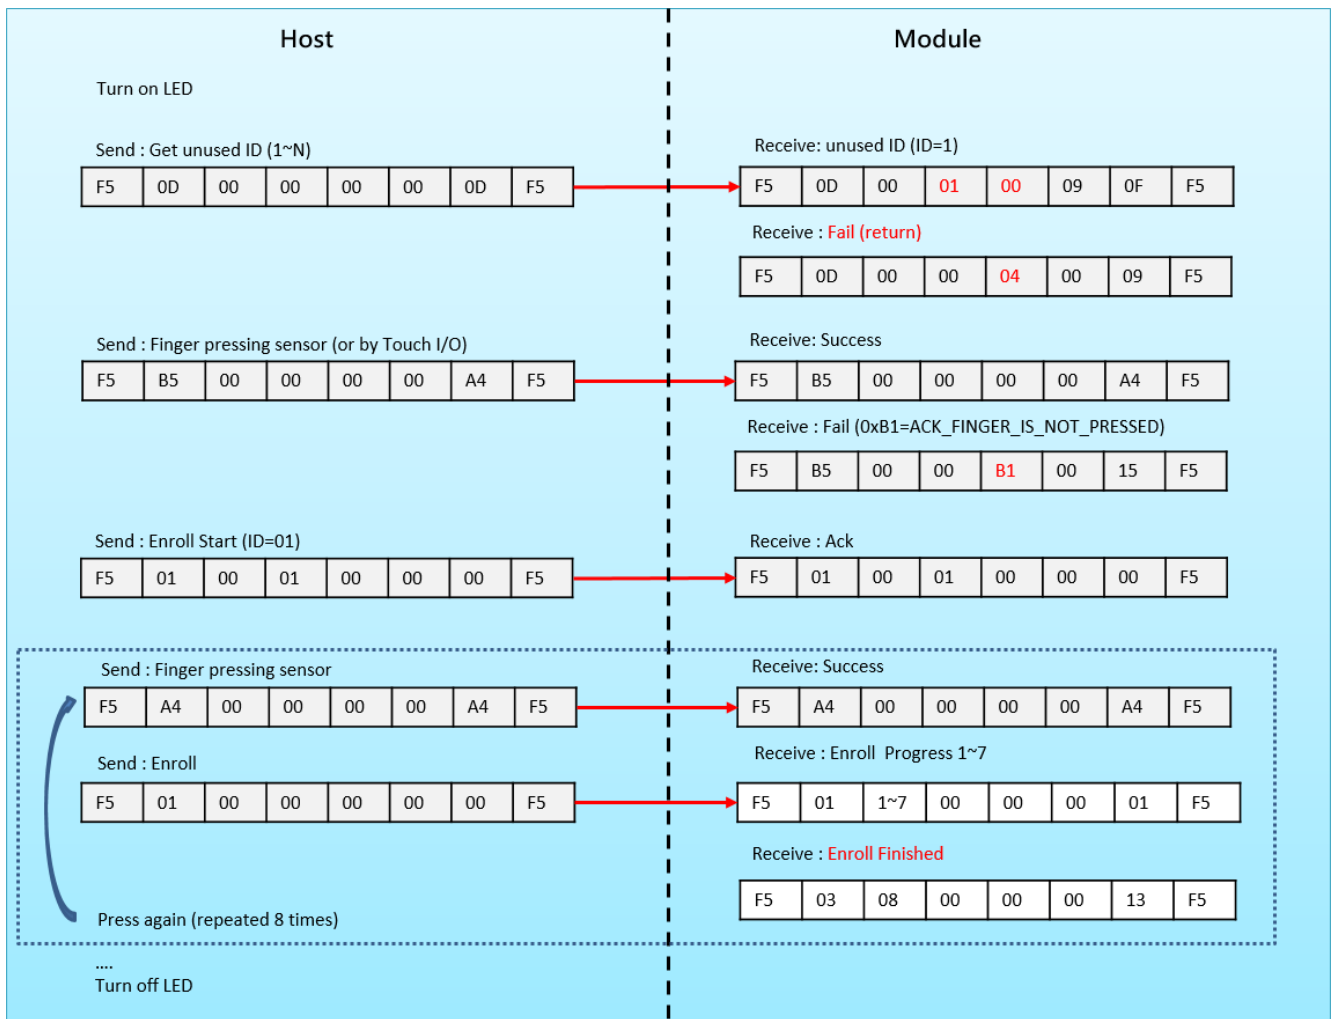 Host
Module
Turn on LED
Send : Get unused ID (1~N)
F5 0D 00 00 00 00 0D F5
Receive: unused ID (ID=1)
F5 0D 00 01 00 09 0F F5
Receive : Fail (return)
F5 0D 00 00 04 00 09 F5
Send : Finger pressing sensor (or by Touch I/O)
F5 B5 00 00 00 00 A4 F5
Receive: Success
F5 B5 00 00 00 00 A4 F5
Receive : Fail (0xB1=ACK_FINGER_IS_NOT_PRESSED)
F5 B5 00 00 B1 00 15 F5
Send : Enroll Start (ID=01)
F5 01 00 01 00 00 00 F5
Receive : Ack
F5 01 00 01 00 00 00 F5
Send : Finger pressing sensor
F5 A4 00 00 00 00 A4 F5
Receive: Success
F5 A4 00 00 00 00 A4 F5
Send : Enroll
F5 01 00 00 00 00 00 F5
Receive : Enroll Progress 1~7
F5 01 1~7 00 00 00 01 F5
Receive : Enroll Finished
F5 03 08 00 00 00 13 F5
Press again (repeated 8 times)
....
Turn off LED